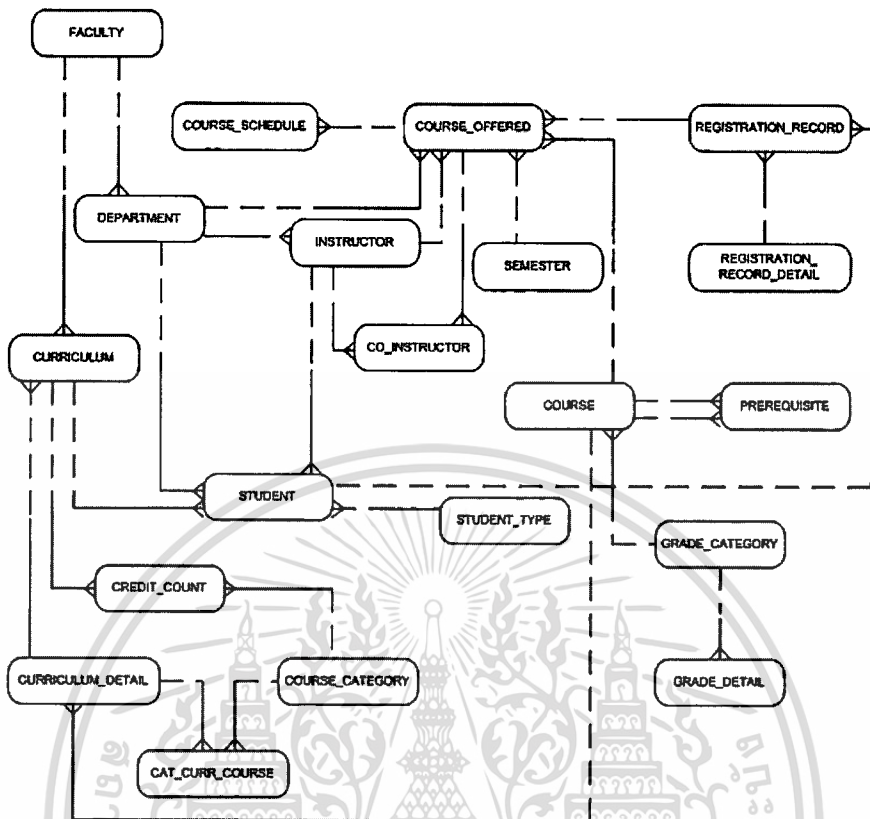 FACULTY
COURSE_SCHEDULE
COURSE_OFFERED
REGISTRATION_RECORD
DEPARTMENT
INSTRUCTOR
SEMESTER
REGISTRATION_
RECORD_DETAIL
CURRICULUM
CO_INSTRUCTOR
COURSE
PREREQUISITE
STUDENT
STUDENT_TYPE
GRADE_CATEGORY
CREDIT_COUNT
CURRICULUM_DETAIL
COURSE_CATEGORY
GRADE_DETAIL
CAT_CURR_COURSE